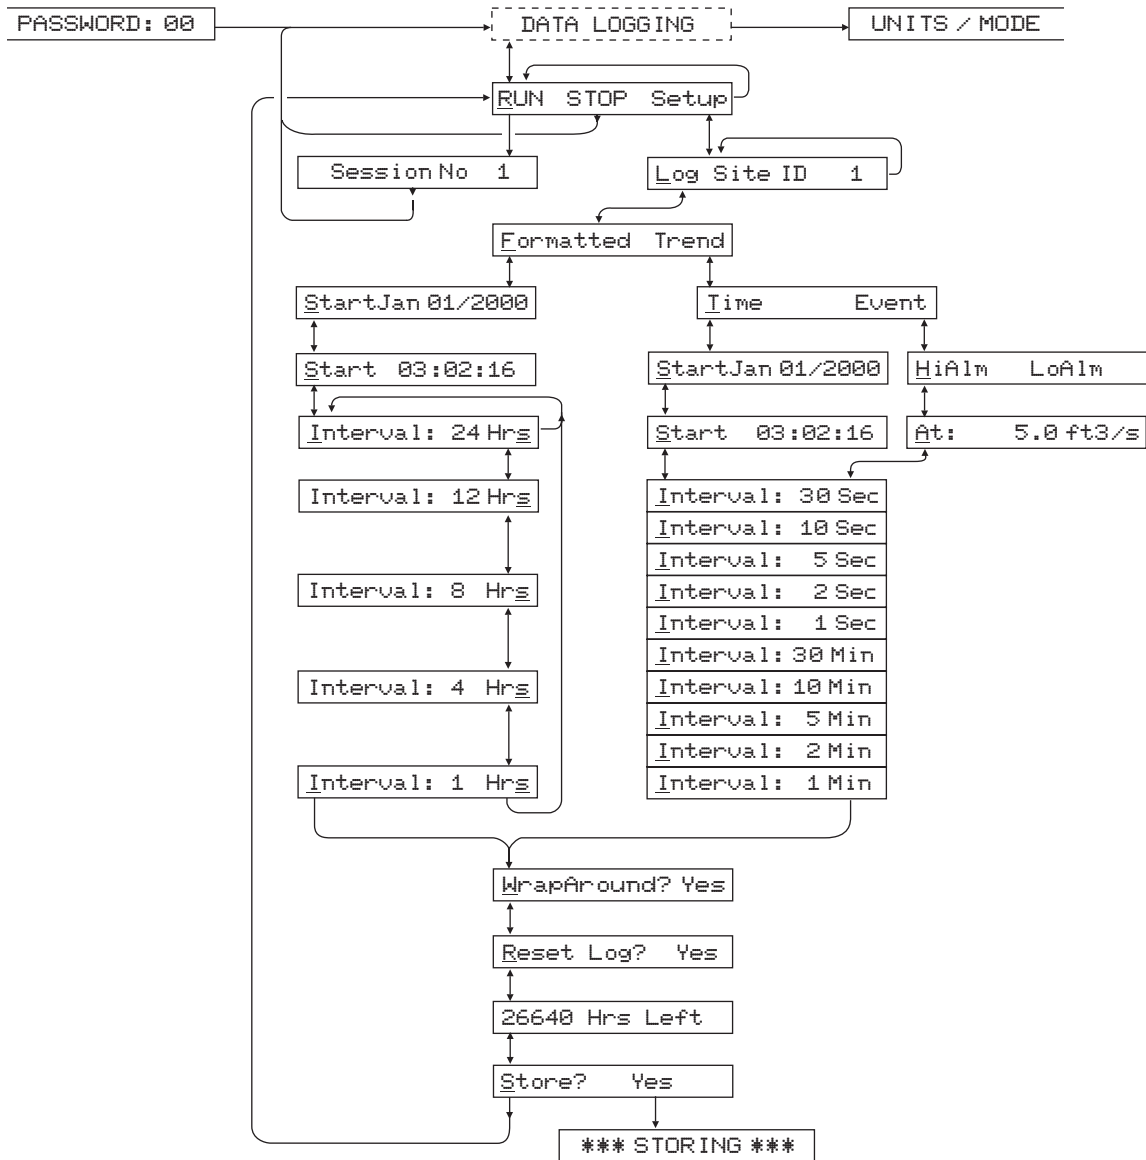 PASSWORD: 00
DATA LOGGING
UNITS / MODE
RUN STOP Setup
Session No 1
Log Site ID 1
Formatted Trend
StartJan 01/2000
Time Event
Start 03:02:16
StartJan 01/2000
HiAlm LoAlm
Interval: 24 Hrs
Start 03:02:16
At: 5.0 ft3/s
Interval: 12 Hrs
Interval: 8 Hrs
Interval: 4 Hrs
Interval: 1 Hrs
Interval: 30 Sec
Interval: 10 Sec
Interval: 5 Sec
Interval: 2 Sec
Interval: 1 Sec
Interval: 30 Min
Interval: 10 Min
Interval: 5 Min
Interval: 2 Min
Interval: 1 Min
WrapAround? Yes
Reset Log? Yes
26640 Hrs Left
Store? Yes
*** STORING ***